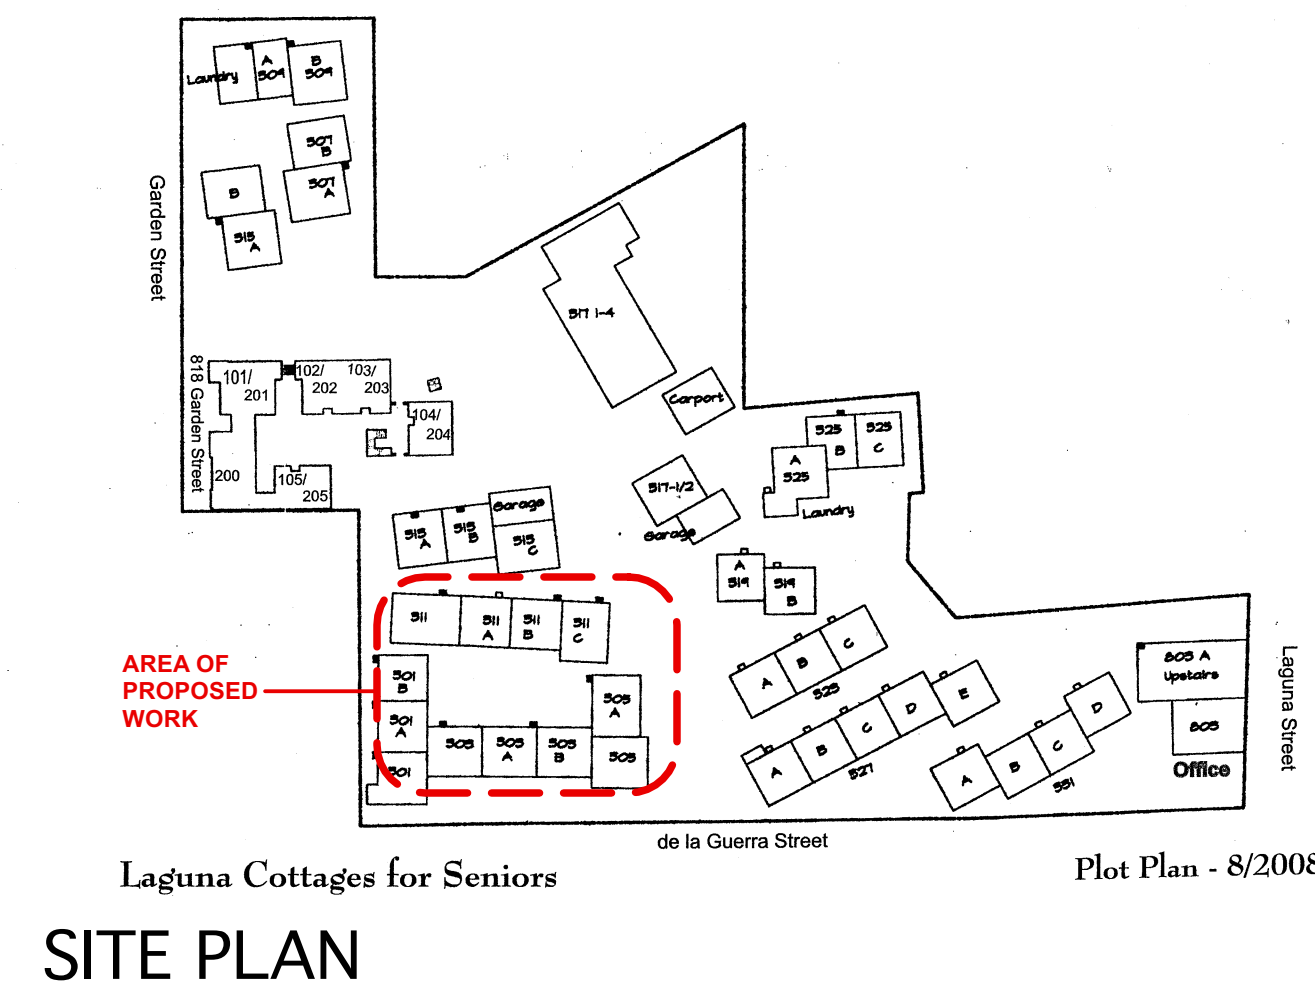 Laundry
A
509
B
509
507
B
507
A
B
515
A
Garden Street
818 Garden Street
101/
201
102/
202
103/
203
104/
204
200
105/
205
517 1-4
Carport
525
B
525
C
A
525
Laundry
517-1/2
Garage
Garage
515
A
515
B
515
C
A
519
519
B
511
511
A
511
B
511
C
AREA OF
PROPOSED
WORK
501
B
501
A
501
503
503
A
503
B
505
A
505
A
B
C
523
A
B
C
D
E
527
A
B
C
D
531
803 A
Upstairs
803
Office
Laguna Street
de la Guerra Street
Laguna Cottages for Seniors
Plot Plan - 8/2008
SITE PLAN